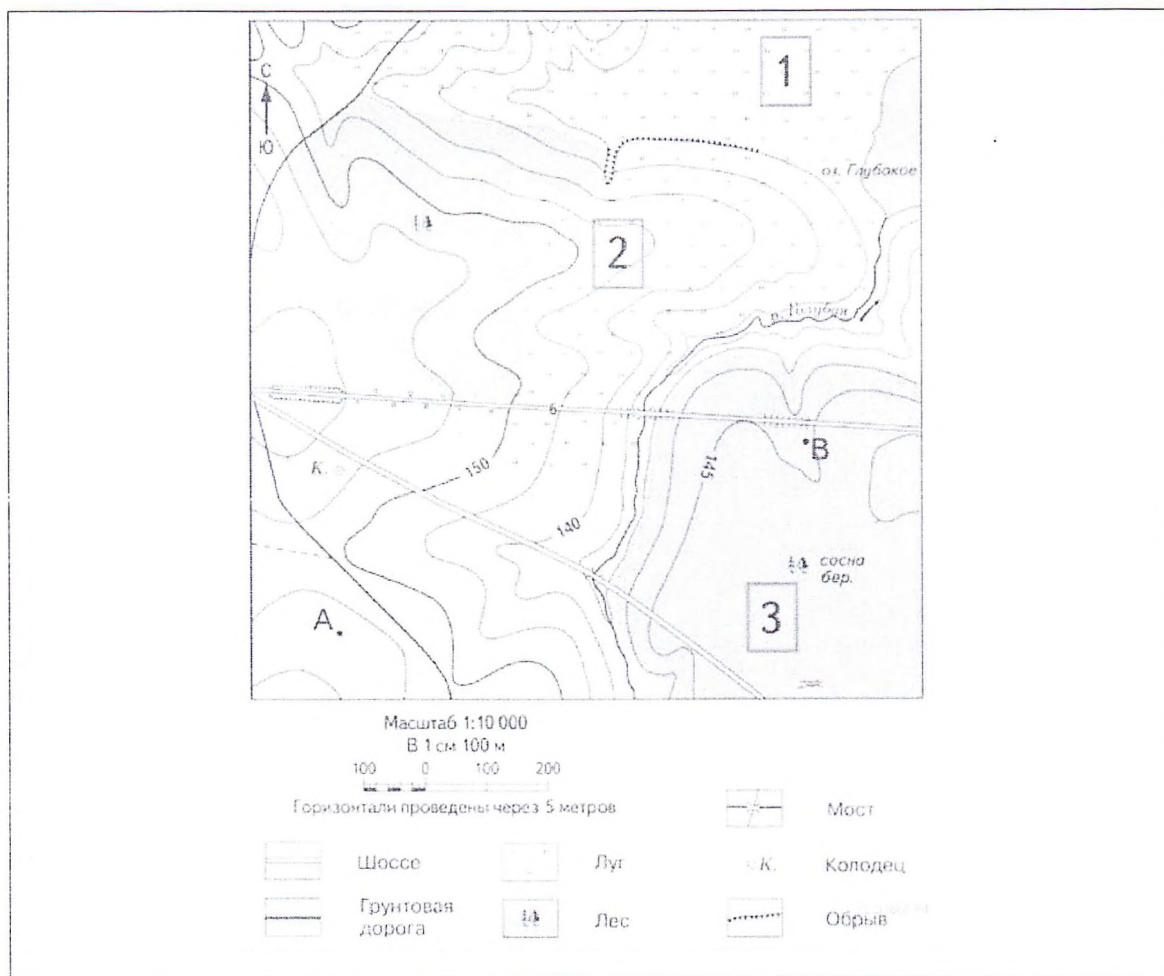 1
С
Ю
оз. Глубокое
2
р. Голубая
6
В
К.
150
145
140
сосна
бер.
3
А
Масштаб 1:10 000
В 1 см 100 м
100 0 100 200
Горизонтали проведены через 5 метров
Мост
Шоссе
Луг
К.
Колодец
Грунтовая
дорога
Лес
Обрыв